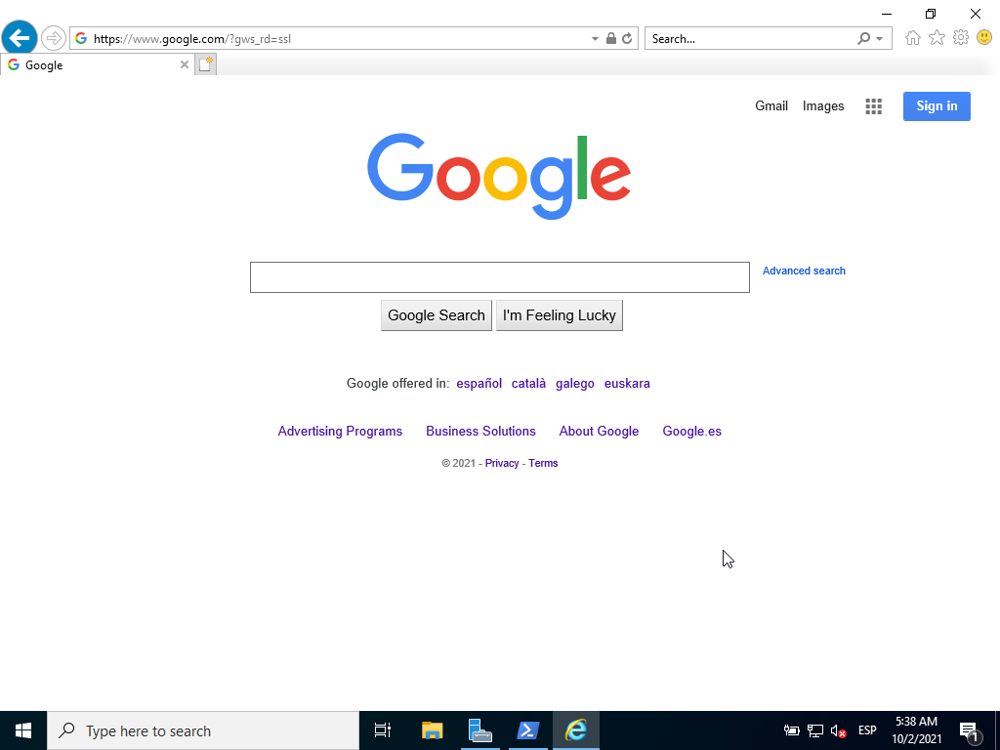 https://www.google.com/?gws_rd=ssl
Search...
Google
Gmail Images Sign in
Google
Advanced search
Google Search I'm Feeling Lucky
Google offered in: español català galego euskara
Advertising Programs Business Solutions About Google Google.es
© 2021 - Privacy - Terms
Type here to search
ESP
5:38 AM
10/2/2021
1